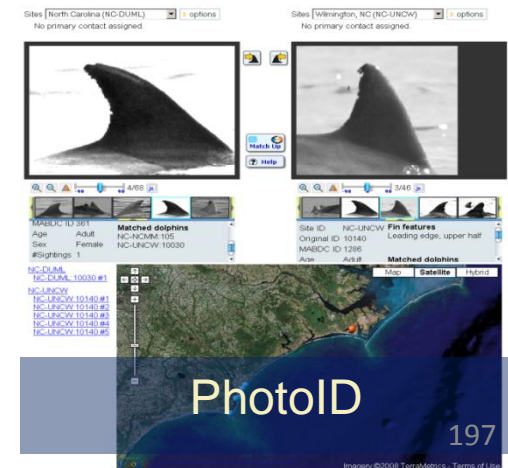 Sites North Carolina (NC-DUML) options
No primary contact assigned.
Sites Wilmington, NC (NC-UNCW) options
No primary contact assigned.
Match Up
Help
4/68
3/46
MABDC ID 361
Age Adult
Sex Female
#Sightings 1
Matched dolphins
NC-NCMM:105
NC-UNCW:10030
Site ID NC-UNCW
Original ID 10140
MABDC ID 1286
Age Adult
Fin features
Leading edge, upper half
Matched dolphins
NC-DUML
NC-DUML:10030 #1
NC-UNCW
NC-UNCW:10140 #1
NC-UNCW:10140 #2
NC-UNCW:10140 #3
NC-UNCW:10140 #4
NC-UNCW:10140 #5
Map Satellite Hybrid
PhotoID
197
Imagery ©2008 TerraMetrics - Terms of Use